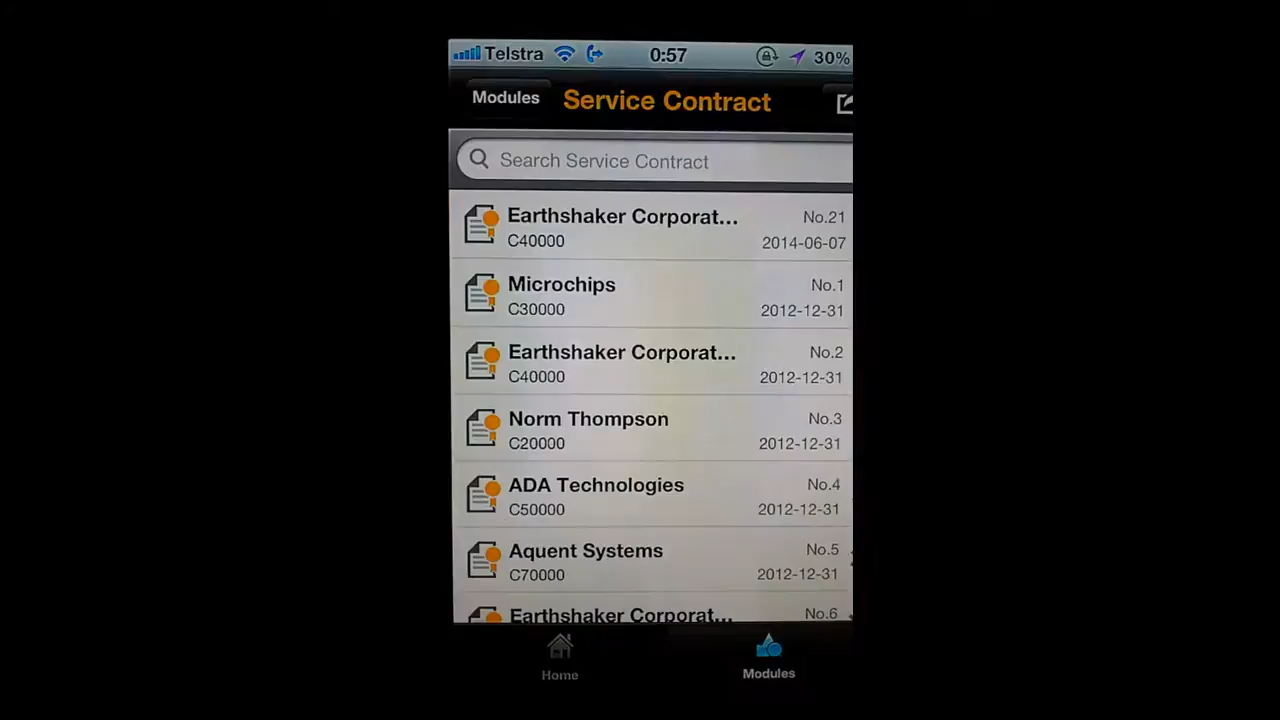 Telstra 0:57 30%
Modules Service Contract
Search Service Contract
Earthshaker Corporat... No.21
C40000 2014-06-07
Microchips No.1
C30000 2012-12-31
Earthshaker Corporat... No.2
C40000 2012-12-31
Norm Thompson No.3
C20000 2012-12-31
ADA Technologies No.4
C50000 2012-12-31
Aquent Systems No.5
C70000 2012-12-31
Earthshaker Corporat... No.6
Home Modules